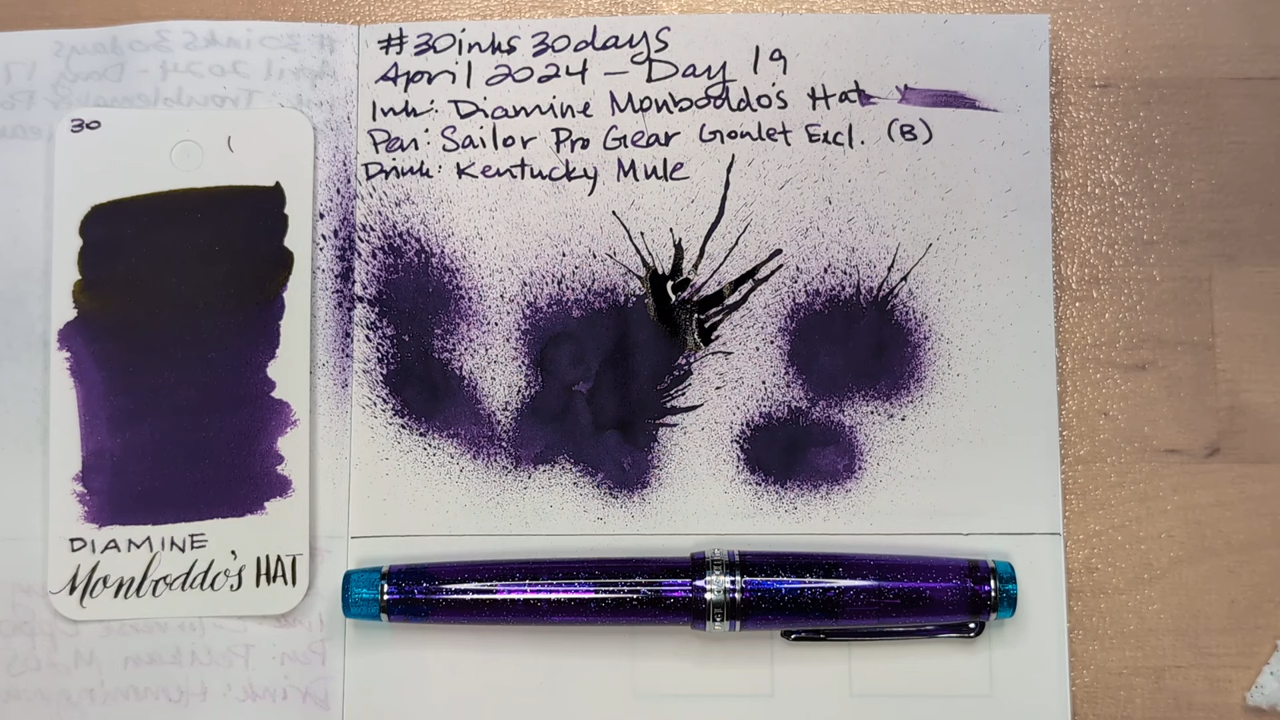 #30inks30days
April 2024 - Day 19
Ink: Diamine Monboddo's Hat
Pen: Sailor Pro Gear Goulet Excl. (B)
Drink: Kentucky Mule
30
DIAMINE
Monboddo's HAT